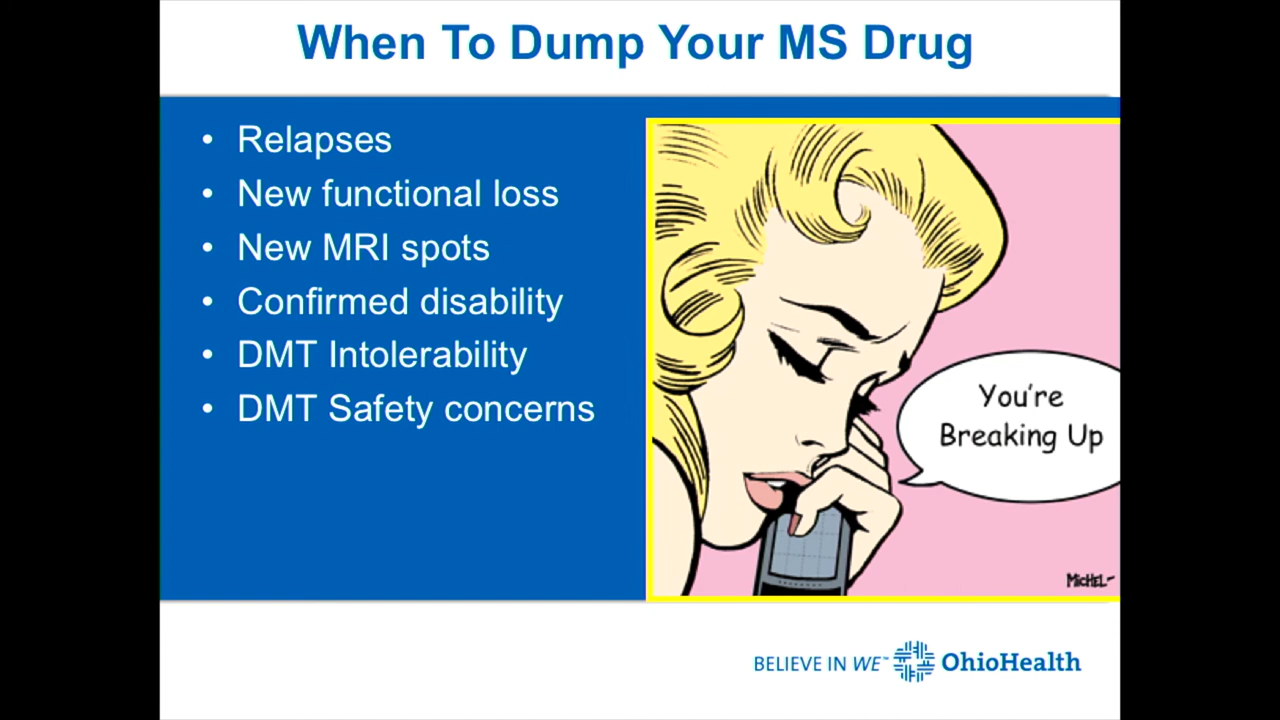 When To Dump Your MS Drug
• Relapses
• New functional loss
• New MRI spots
• Confirmed disability
• DMT Intolerability
• DMT Safety concerns
You're
Breaking Up
MICHEL
BELIEVE IN WE™ OhioHealth